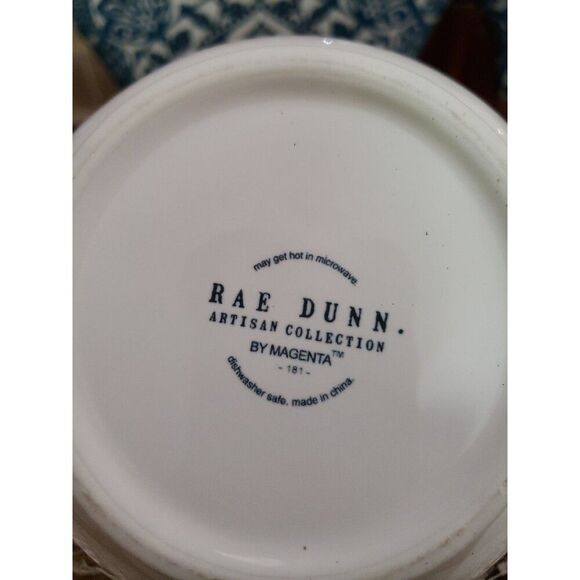 may get hot in microwave.
RAE DUNN.
ARTISAN COLLECTION
BY MAGENTA™
- 181 -
dishwasher safe. made in china.